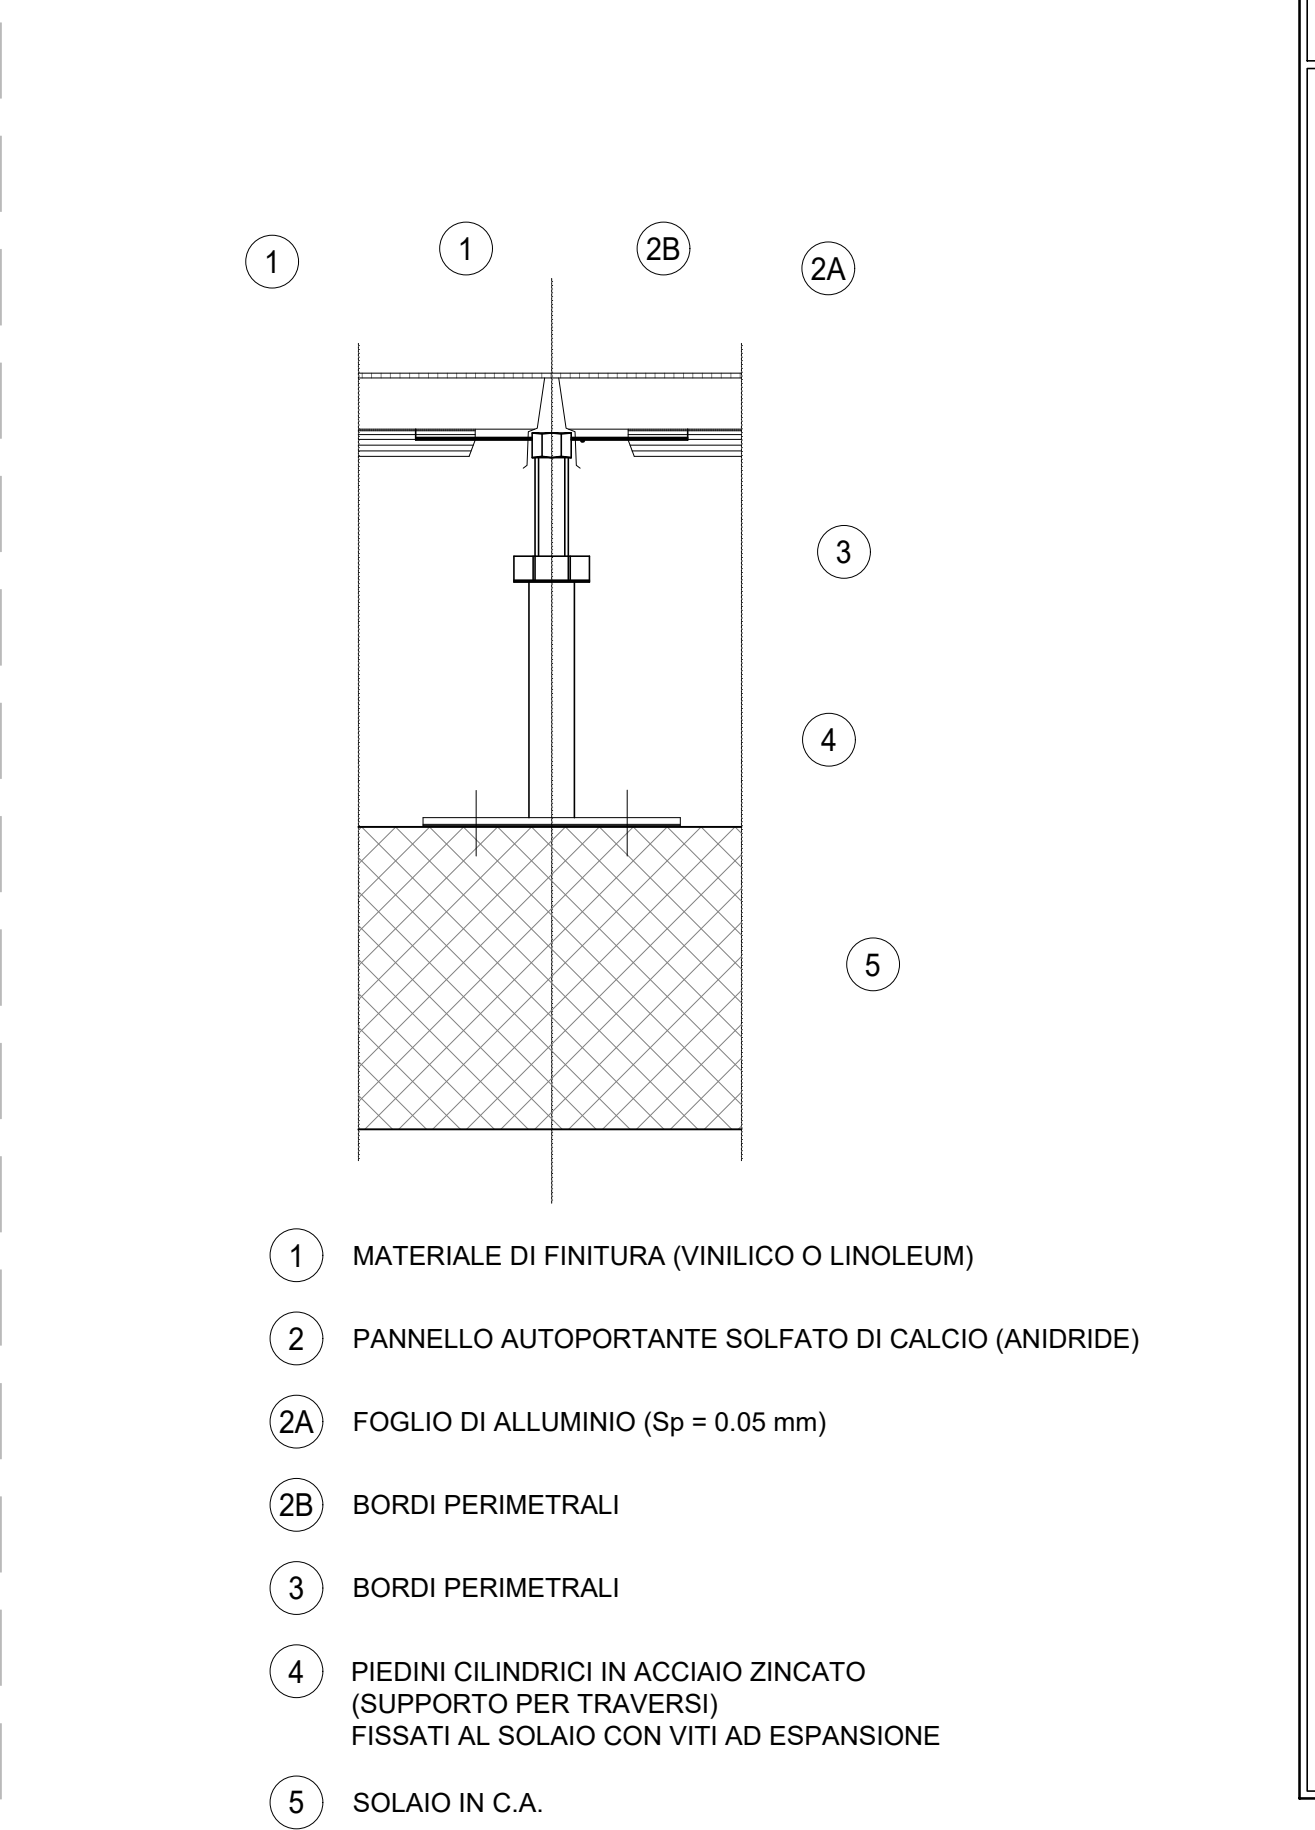 1
1
2B
2A
3
4
5
1 MATERIALE DI FINITURA (VINILICO O LINOLEUM)
2 PANNELLO AUTOPORTANTE SOLFATO DI CALCIO (ANIDRIDE)
2A FOGLIO DI ALLUMINIO (Sp = 0.05 mm)
2B BORDI PERIMETRALI
3 BORDI PERIMETRALI
4 PIEDINI CILINDRICI IN ACCIAIO ZINCATO
(SUPPORTO PER TRAVERSI)
FISSATI AL SOLAIO CON VITI AD ESPANSIONE
5 SOLAIO IN C.A.